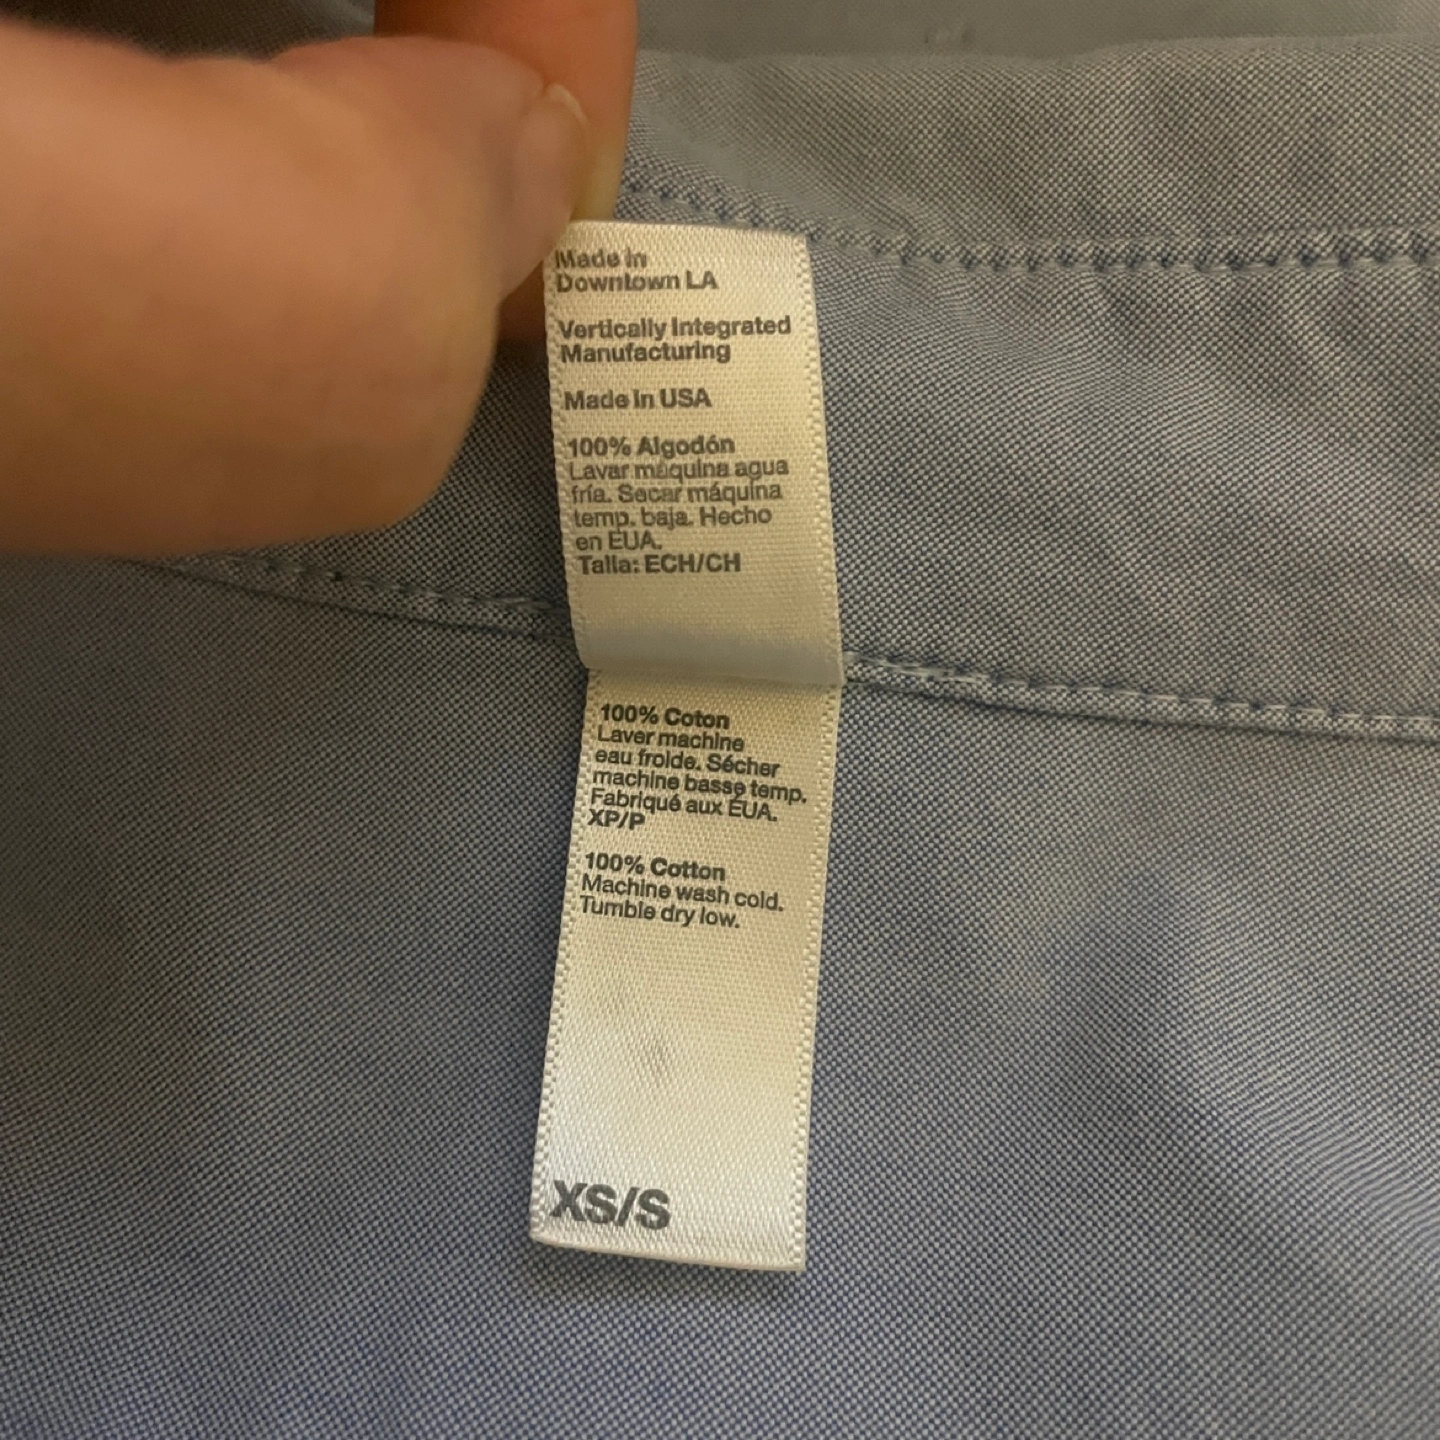 Made in
Downtown LA
Vertically Integrated
Manufacturing
Made in USA
100% Algodón
Lavar máquina agua
fría. Secar máquina
temp. baja. Hecho
en EUA.
Talla: ECH/CH
100% Coton
Laver machine
eau froide. Sécher
machine basse temp.
Fabriqué aux ÉUA.
XP/P
100% Cotton
Machine wash cold.
Tumble dry low.
XS/S